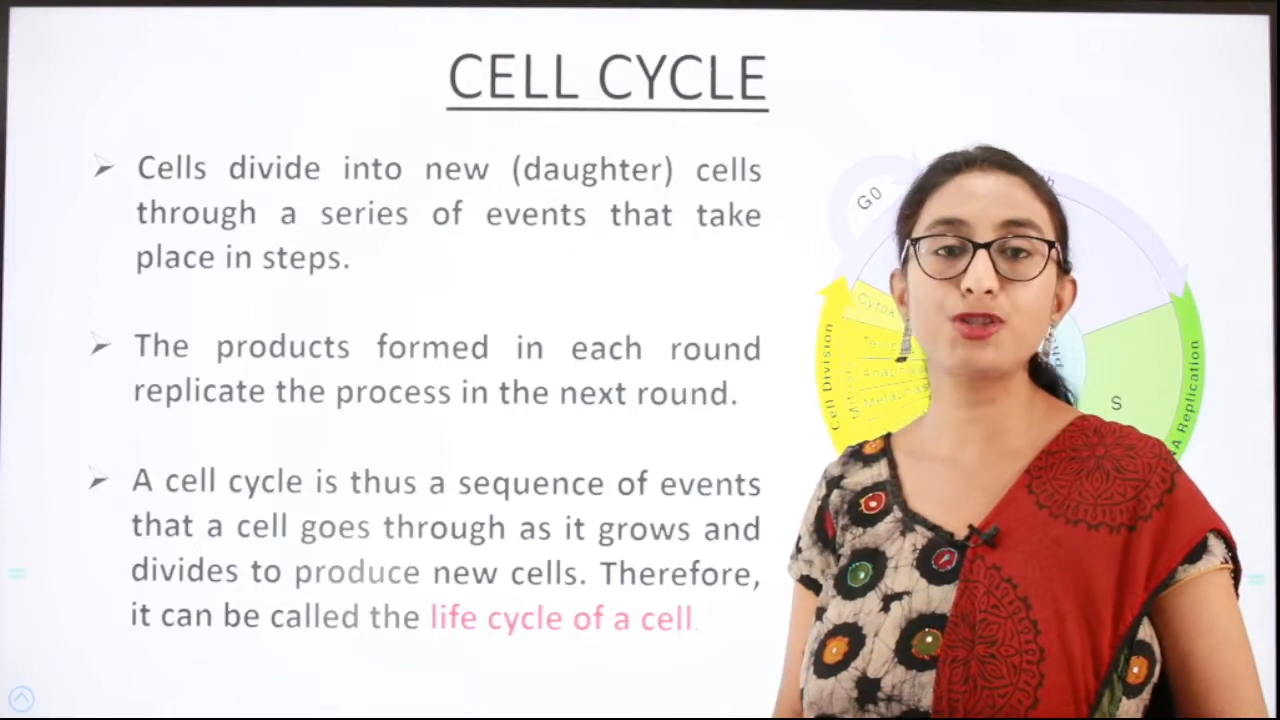 CELL CYCLE
Cells divide into new (daughter) cells
through a series of events that take
place in steps.
The products formed in each round
replicate the process in the next round.
A cell cycle is thus a sequence of events
that a cell goes through as it grows and
divides to produce new cells. Therefore,
it can be called the life cycle of a cell.
G0
Cell Division
S
Replication